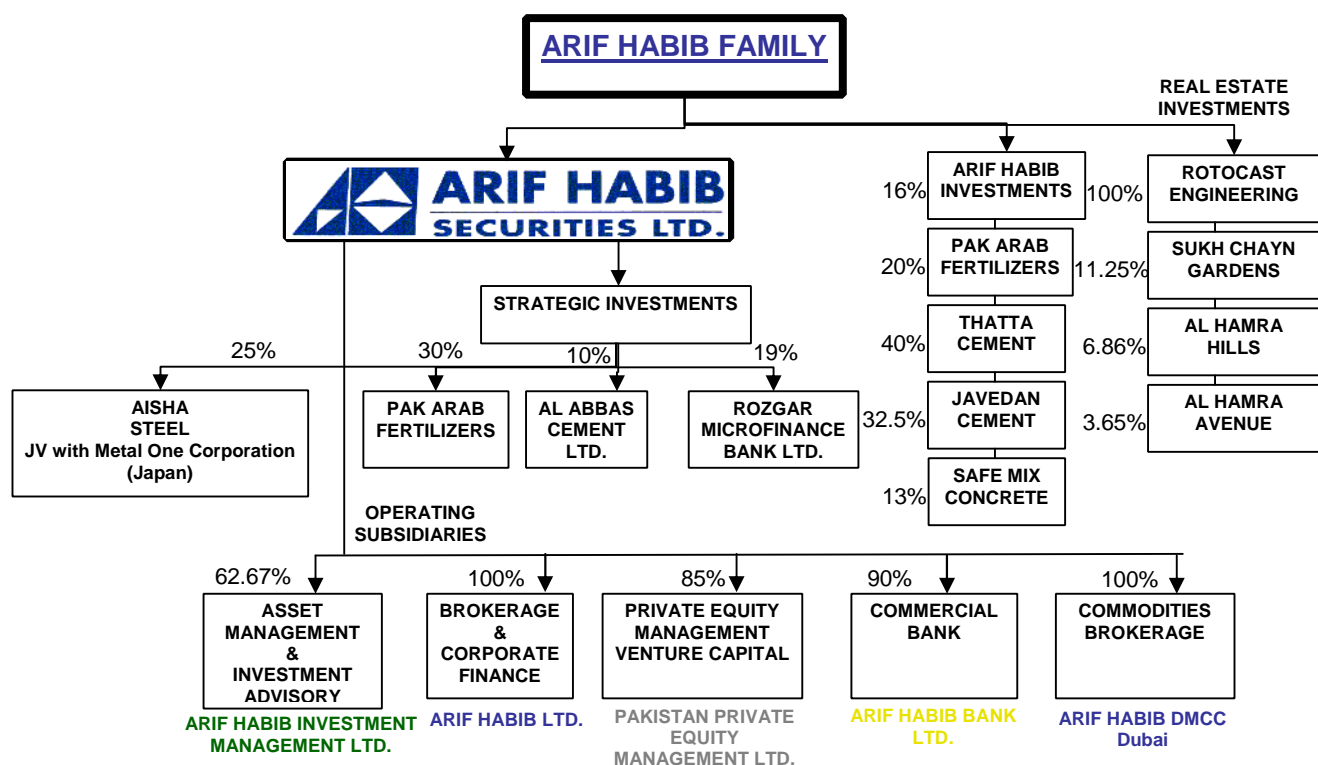 ARIF HABIB FAMILY
REAL ESTATE
INVESTMENTS
ARIF HABIB
SECURITIES LTD.
16%
ARIF HABIB
INVESTMENTS
100%
ROTOCAST
ENGINEERING
20%
PAK ARAB
FERTILIZERS
11.25%
SUKH CHAYN
GARDENS
40%
THATTA
CEMENT
6.86%
AL HAMRA
HILLS
32.5%
JAVEDAN
CEMENT
3.65%
AL HAMRA
AVENUE
13%
SAFE MIX
CONCRETE
STRATEGIC INVESTMENTS
25%
30%
10%
19%
AISHA
STEEL
JV with Metal One Corporation
(Japan)
PAK ARAB
FERTILIZERS
AL ABBAS
CEMENT
LTD.
ROZGAR
MICROFINANCE
BANK LTD.
OPERATING
SUBSIDIARIES
62.67%
100%
85%
90%
100%
ASSET
MANAGEMENT
&
INVESTMENT
ADVISORY
BROKERAGE
&
CORPORATE
FINANCE
PRIVATE EQUITY
MANAGEMENT
VENTURE CAPITAL
COMMERCIAL
BANK
COMMODITIES
BROKERAGE
ARIF HABIB INVESTMENT
MANAGEMENT LTD.
ARIF HABIB LTD.
PAKISTAN PRIVATE
EQUITY
MANAGEMENT LTD.
ARIF HABIB BANK
LTD.
ARIF HABIB DMCC
Dubai